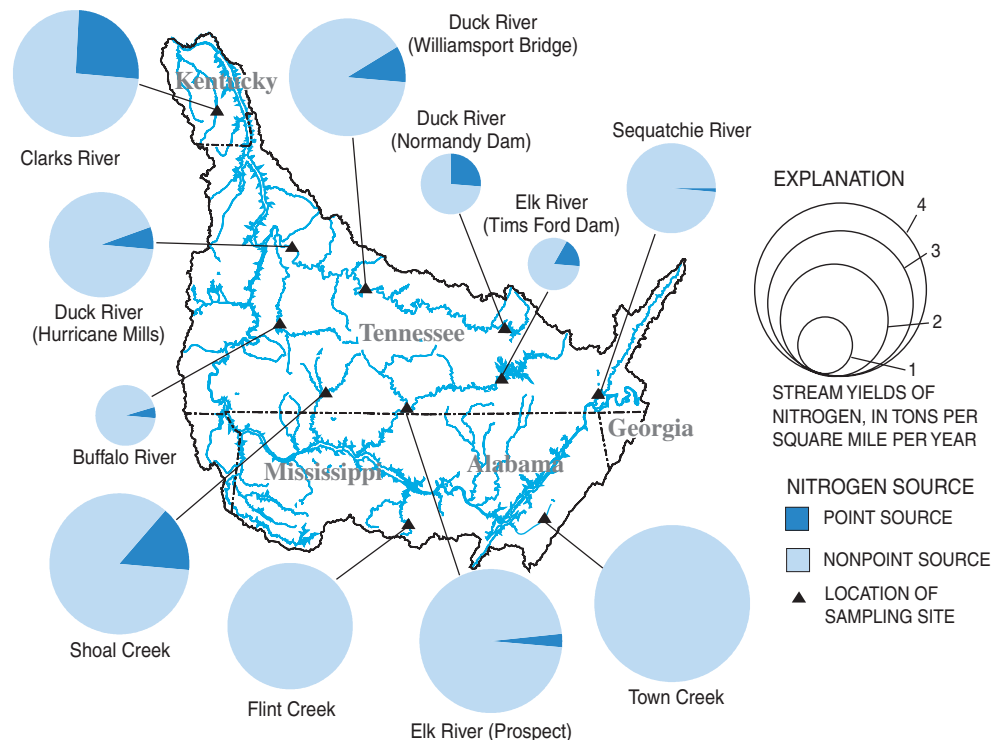 Duck River
(Williamsport Bridge)
Kentucky
Duck River
(Normandy Dam)
Sequatchie River
Clarks River
EXPLANATION
4
3
2
1
Elk River
(Tims Ford Dam)
Duck River
(Hurricane Mills)
Tennessee
STREAM YIELDS OF
NITROGEN, IN TONS PER
SQUARE MILE PER YEAR
Georgia
Buffalo River
Mississippi
Alabama
NITROGEN SOURCE
POINT SOURCE
NONPOINT SOURCE
LOCATION OF
SAMPLING SITE
Shoal Creek
Flint Creek
Elk River (Prospect)
Town Creek